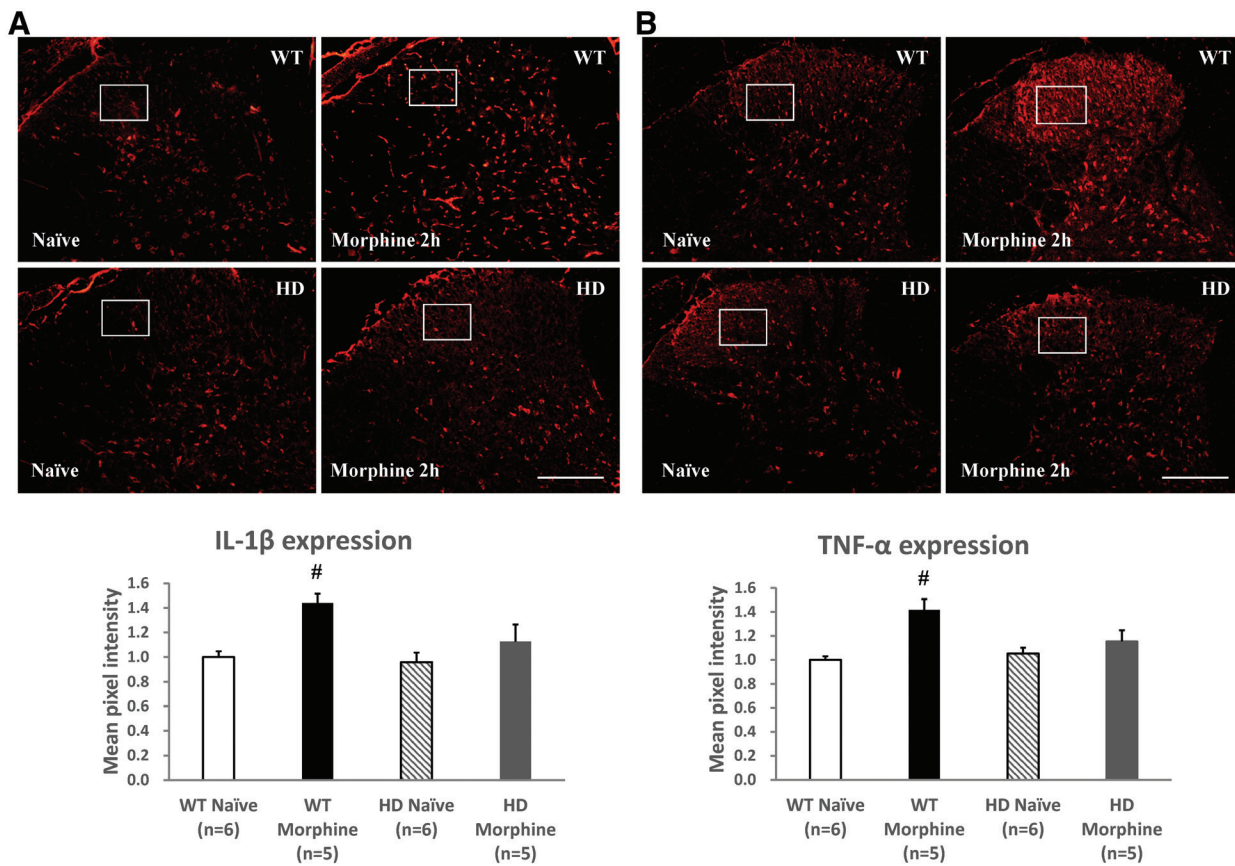 A
WT
Naïve
WT
Morphine 2h
HD
Naïve
HD
Morphine 2h
IL-1β expression
#
Mean pixel intensity
1.6
1.4
1.2
1.0
0.8
0.6
0.4
0.2
0.0
WT Naïve
(n=6)
WT
Morphine
(n=5)
HD Naïve
(n=6)
HD
Morphine
(n=5)
B
WT
Naïve
WT
Morphine 2h
HD
Naïve
HD
Morphine 2h
TNF-α expression
#
Mean pixel intensity
1.6
1.4
1.2
1.0
0.8
0.6
0.4
0.2
0.0
WT Naïve
(n=6)
WT
Morphine
(n=5)
HD Naïve
(n=6)
HD
Morphine
(n=5)